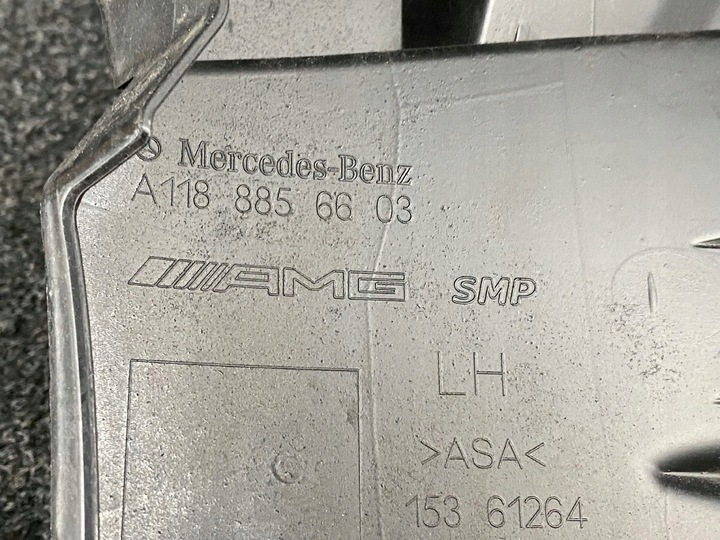 Mercedes-Benz
A118 885 66 03
AMG SMP
LH
>ASA<
153 61264